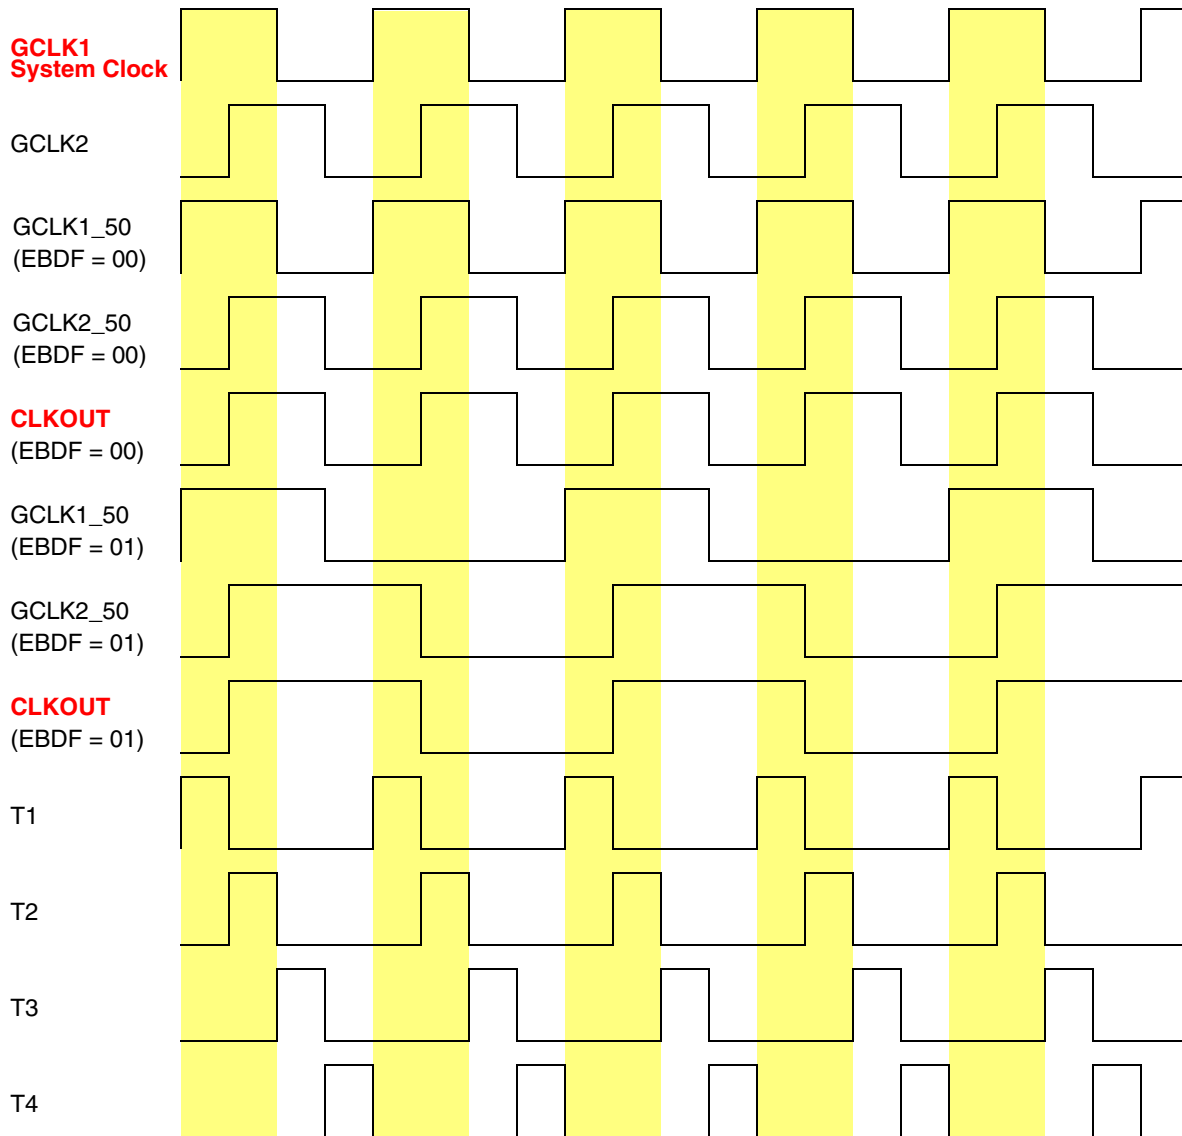 GCLK1
System Clock
GCLK2
GCLK1_50
(EBDF = 00)
GCLK2_50
(EBDF = 00)
CLKOUT
(EBDF = 00)
GCLK1_50
(EBDF = 01)
GCLK2_50
(EBDF = 01)
CLKOUT
(EBDF = 01)
T1
T2
T3
T4